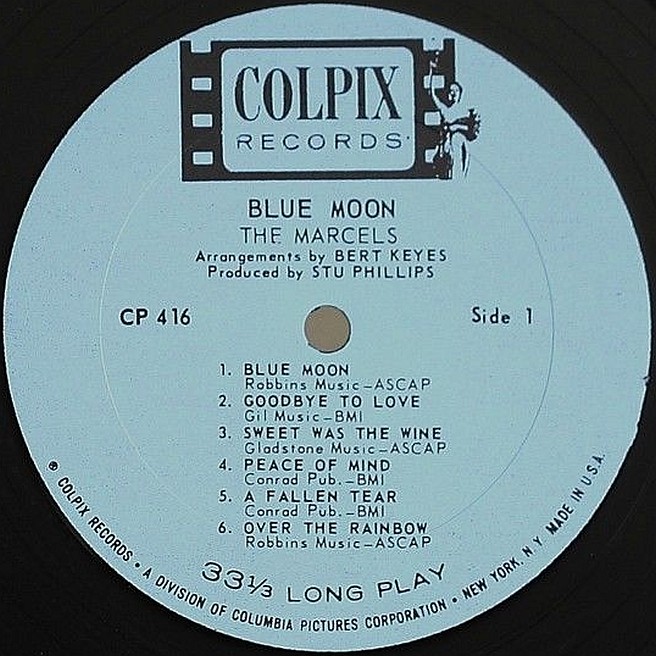 COLPIX
RECORDS
BLUE MOON
THE MARCELS
Arrangements by BERT KEYES
Produced by STU PHILLIPS
CP 416
Side 1
1. BLUE MOON
Robbins Music—ASCAP
2. GOODBYE TO LOVE
Gil Music—BMI
3. SWEET WAS THE WINE
Gladstone Music—ASCAP
4. PEACE OF MIND
Conrad Pub.—BMI
5. A FALLEN TEAR
Conrad Pub.—BMI
6. OVER THE RAINBOW
Robbins Music—ASCAP
33⅓ LONG PLAY
® COLPIX RECORDS • A DIVISION OF COLUMBIA PICTURES CORPORATION • NEW YORK, N.Y. MADE IN U.S.A.